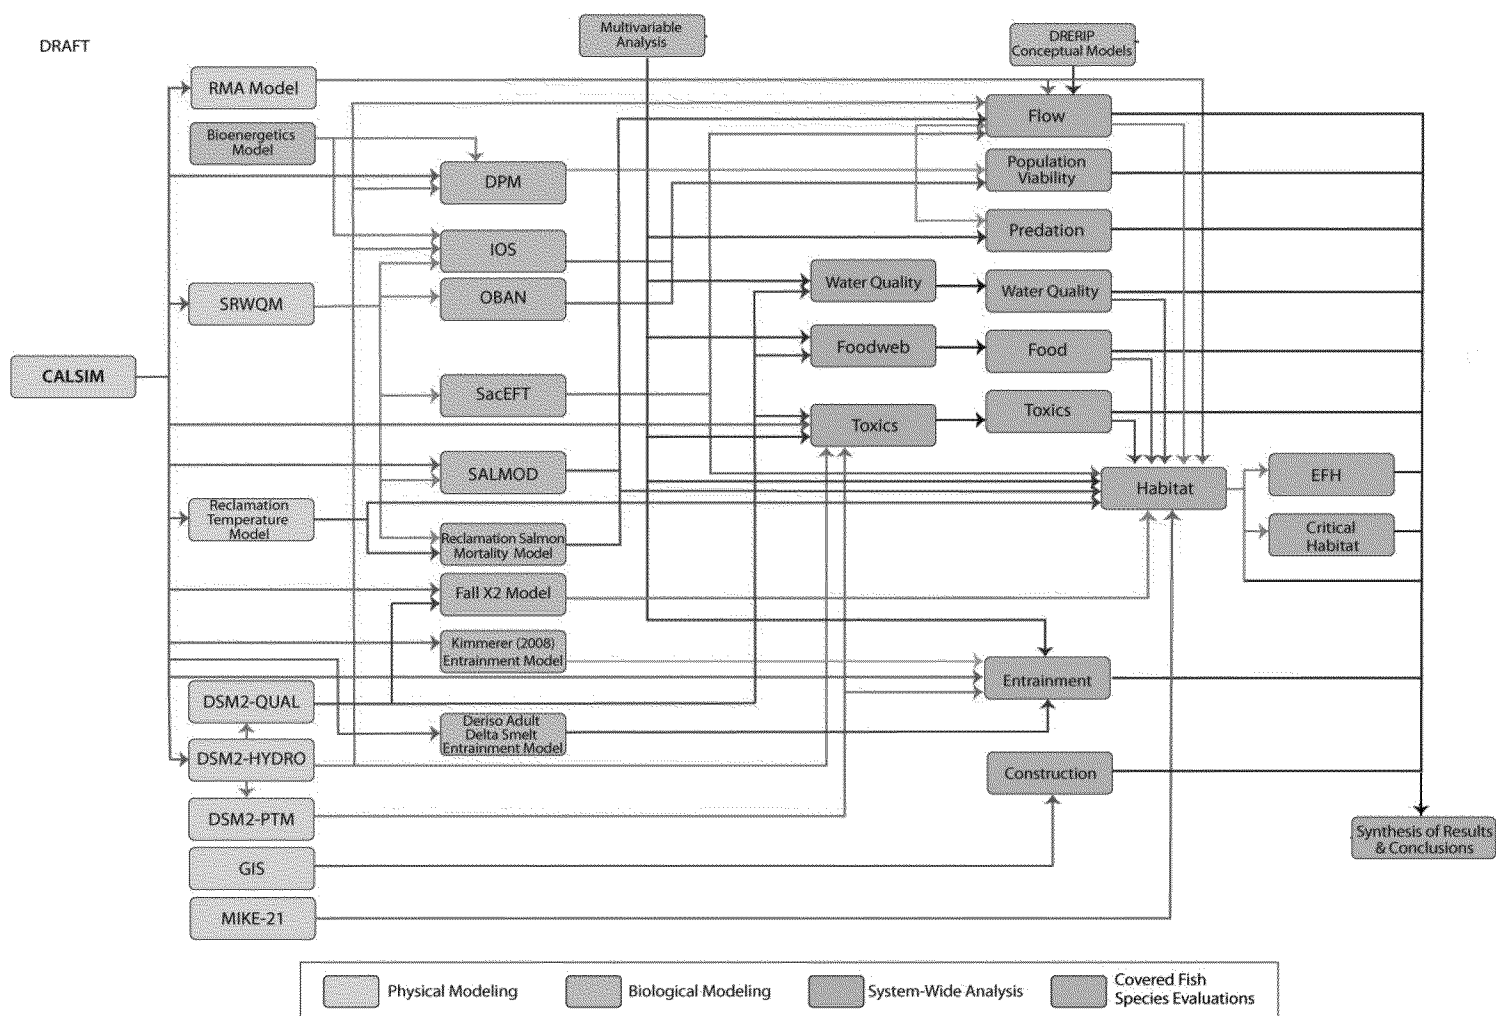 DRAFT
Multivariable
Analysis
DRERIP
Conceptual Models
RMA Model
Flow
Bioenergetics
Model
DPM
Population
Viability
Predation
IOS
SRWQM
OBAN
Water Quality
Water Quality
Foodweb
Food
CALSIM
SacEFT
Toxics
Toxics
SALMOD
Habitat
EFH
Reclamation
Temperature
Model
Reclamation Salmon
Mortality Model
Critical
Habitat
Fall X2 Model
Kimmerer (2008)
Entrainment Model
Entrainment
DSM2-QUAL
Deriso Adult
Delta Smelt
Entrainment Model
DSM2-HYDRO
Construction
DSM2-PTM
Synthesis of Results
& Conclusions
GIS
MIKE-21
Physical Modeling
Biological Modeling
System-Wide Analysis
Covered Fish
Species Evaluations